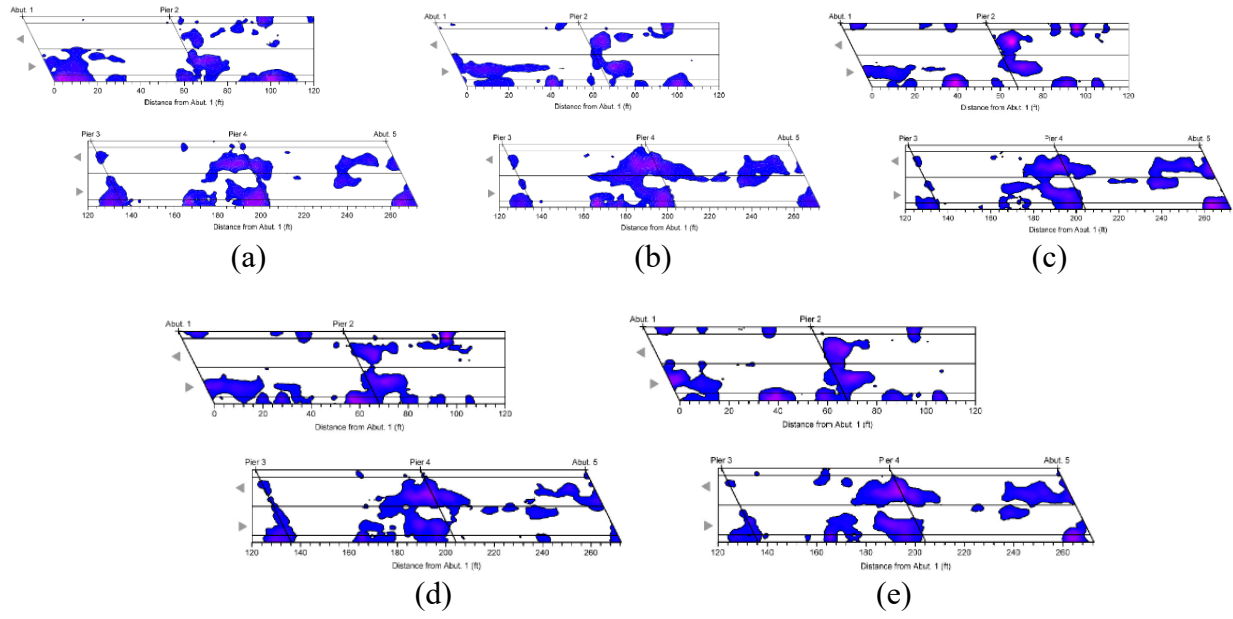 Abut. 1 Pier 2
0 20 40 60 80 100 120
Distance from Abut. 1 (ft)
Pier 3 Pier 4 Abut. 5
120 140 160 180 200 220 240 260
Distance from Abut. 1 (ft)
(a)
Abut. 1 Pier 2
0 20 40 60 80 100 120
Distance from Abut. 1 (ft)
Pier 3 Pier 4 Abut. 5
120 140 160 180 200 220 240 260
Distance from Abut. 1 (ft)
(b)
Abut. 1 Pier 2
0 20 40 60 80 100 120
Distance from Abut. 1 (ft)
Pier 3 Pier 4 Abut. 5
120 140 160 180 200 220 240 260
Distance from Abut. 1 (ft)
(c)
Abut. 1 Pier 2
0 20 40 60 80 100 120
Distance from Abut. 1 (ft)
Pier 3 Pier 4 Abut. 5
120 140 160 180 200 220 240 260
Distance from Abut. 1 (ft)
(d)
Abut. 1 Pier 2
0 20 40 60 80 100 120
Distance from Abut. 1 (ft)
Pier 3 Pier 4 Abut. 5
120 140 160 180 200 220 240 260
Distance from Abut. 1 (ft)
(e)